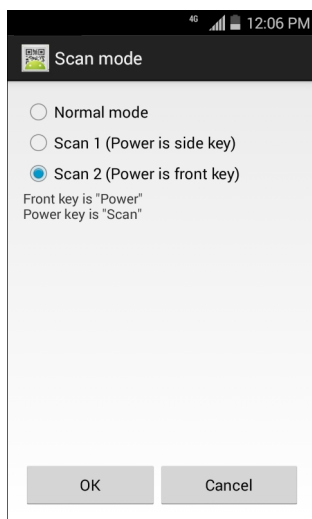 4G 12:06 PM
Scan mode
Normal mode
Scan 1 (Power is side key)
Scan 2 (Power is front key)
Front key is "Power"
Power key is "Scan"
OK Cancel